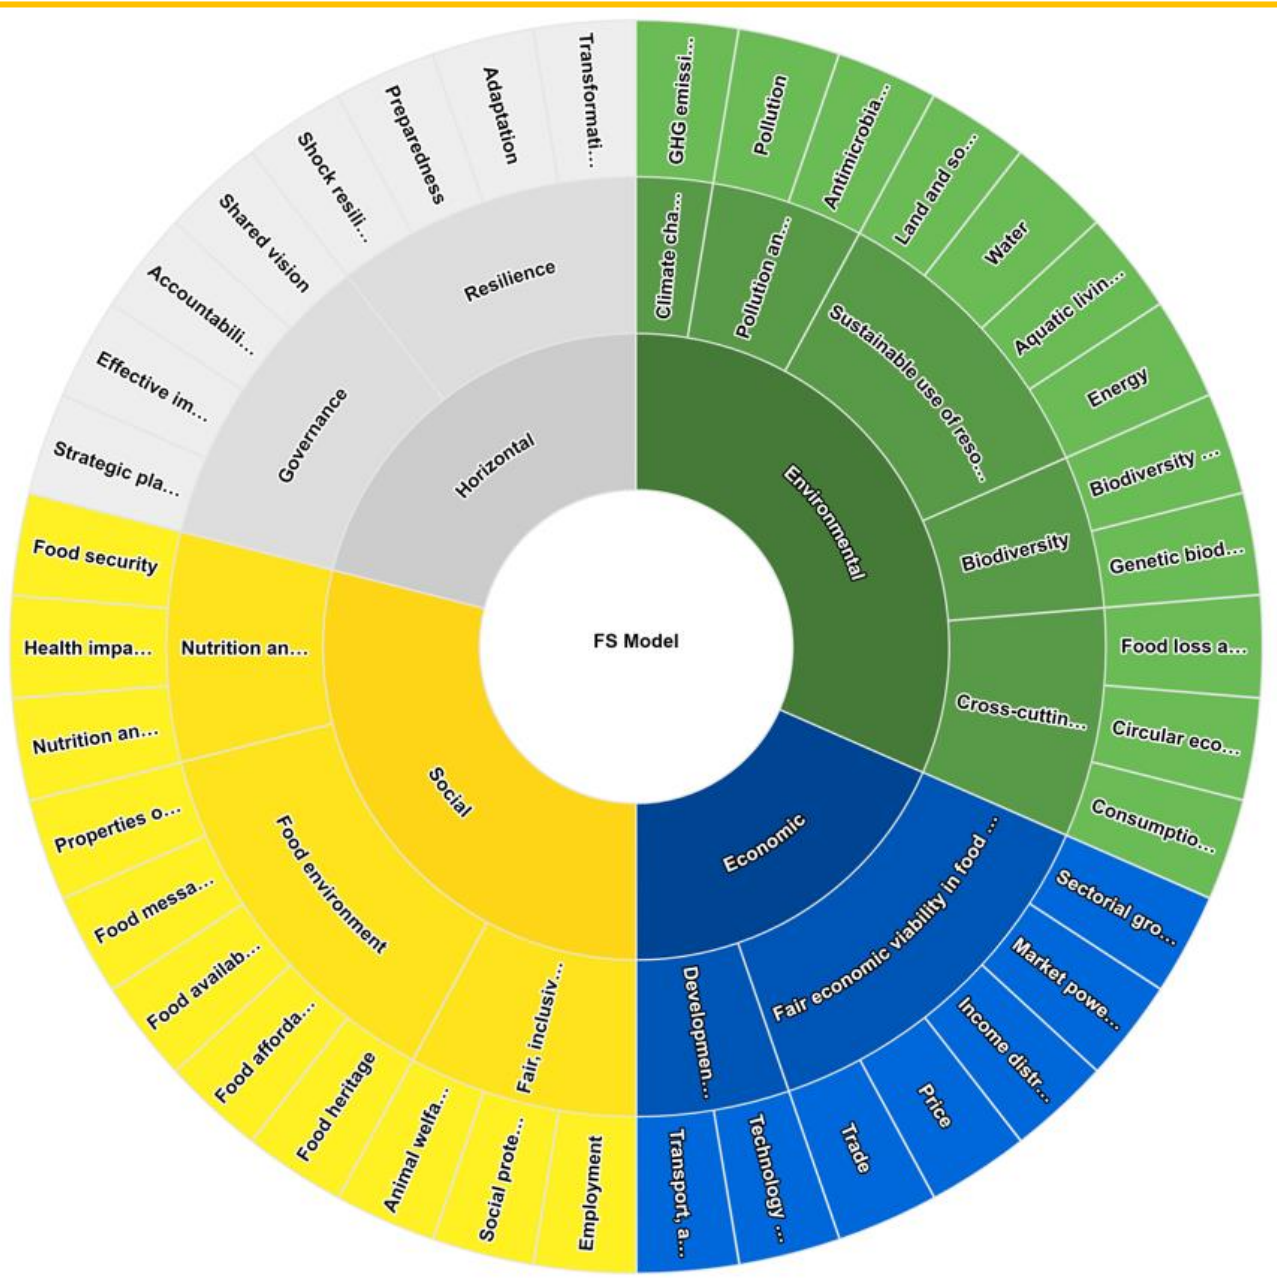 FS Model
Environmental
Economic
Social
Horizontal
Climate cha...
Pollution an...
Sustainable use of reso...
Biodiversity
Cross-cuttin...
Fair economic viability in food ...
Developmen...
Fair, inclusiv...
Food environment
Nutrition an...
Governance
Resilience
GHG emissi...
Pollution
Antimicrobia...
Land and so...
Water
Aquatic livin...
Energy
Biodiversity ...
Genetic biod...
Food loss a...
Circular eco...
Consumptio...
Sectorial gro...
Market powe...
Income distr...
Price
Trade
Technology ...
Transport, a...
Employment
Social prote...
Animal welfa...
Food heritage
Food afforda...
Food availab...
Food messa...
Properties o...
Nutrition an...
Health impa...
Food security
Strategic pla...
Effective im...
Accountabili...
Shared vision
Shock resili...
Preparedness
Adaptation
Transformati...